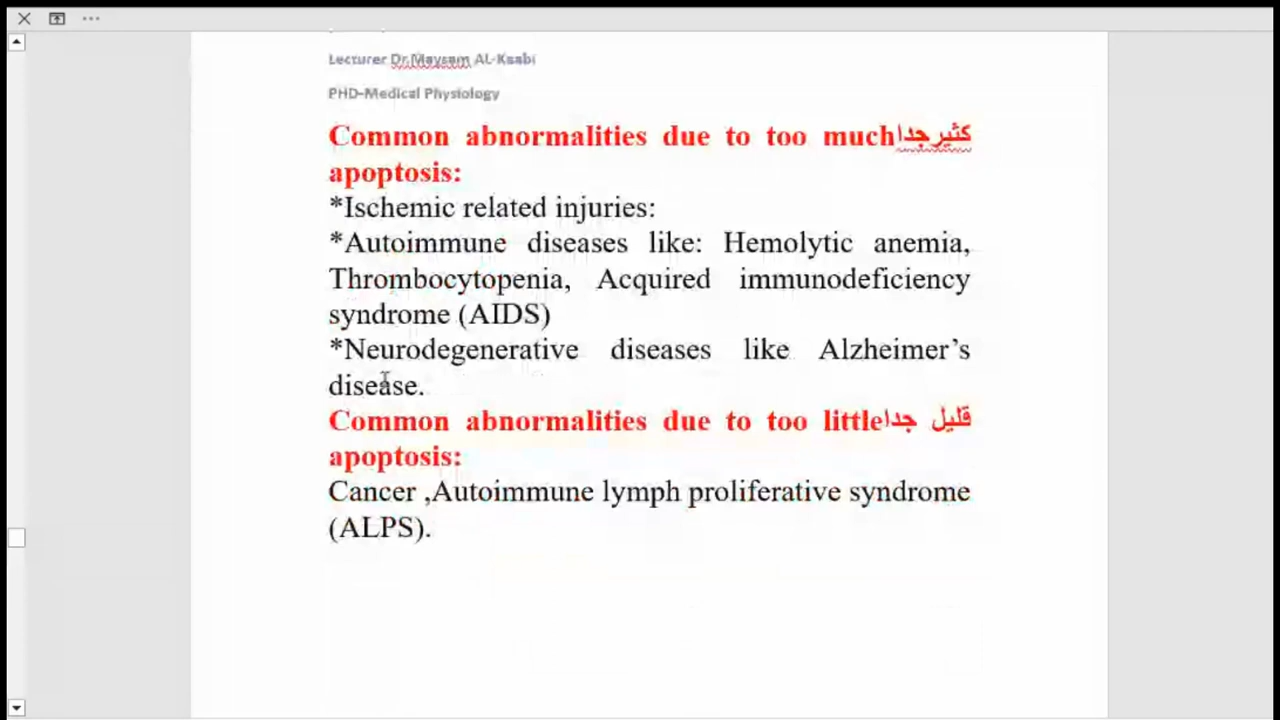 Lecturer Dr.Maysam AL-Kaabi
PHD-Medical Physiology
Common abnormalities due to too muchكثيرجدا
apoptosis:
*Ischemic related injuries:
*Autoimmune diseases like: Hemolytic anemia,
Thrombocytopenia, Acquired immunodeficiency
syndrome (AIDS)
*Neurodegenerative diseases like Alzheimer’s
disease.
Common abnormalities due to too littleقليل جدا
apoptosis:
Cancer ,Autoimmune lymph proliferative syndrome
(ALPS).